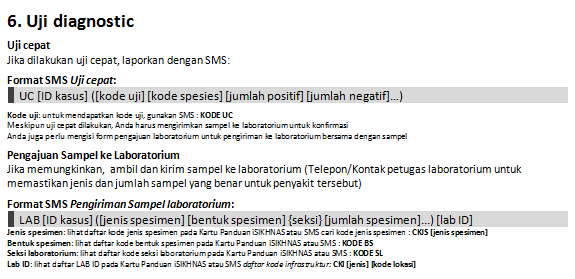 6. Uji diagnostic
Uji cepat
Jika dilakukan uji cepat, laporkan dengan SMS:
Format SMS Uji cepat:
UC [ID kasus] ([kode uji] [kode spesies] [jumlah positif] [jumlah negatif]...)
Kode uji: untuk mendapatkan kode uji, gunakan SMS : KODE UC
Meskipun uji cepat dilakukan, Anda harus mengirimkan sampel ke laboratorium untuk konfirmasi
Anda juga perlu mengisi form pengajuan laboratorium untuk pengiriman ke laboratorium bersama dengan sampel
Pengajuan Sampel ke Laboratorium
Jika memungkinkan, ambil dan kirim sampel ke laboratorium (Telepon/Kontak petugas laboratorium untuk
memastikan jenis dan jumlah sampel yang benar untuk penyakit tersebut)
Format SMS Pengiriman Sampel laboratorium:
LAB [ID kasus] ([jenis spesimen] [bentuk spesimen] {seksi} [jumlah spesimen]...) [lab ID]
Jenis spesimen: lihat daftar kode jenis spesimen pada Kartu Panduan iSIKHNAS atau SMS cari kode jenis spesimen: CKJS [jenis spesimen]
Bentuk spesimen: lihat daftar kode bentuk spesimen pada Kartu Panduan iSIKHNAS atau SMS : KODE BS
Seksi laboratorium: lihat daftar kode seksi laboratorium pada Kartu Panduan iSIKHNAS atau SMS : KODE SL
Lab ID: lihat daftar LAB ID pada Kartu Panduan iSIKHNAS atau SMS daftar kode infrastruktur: CKI [jenis] [kode lokasi]